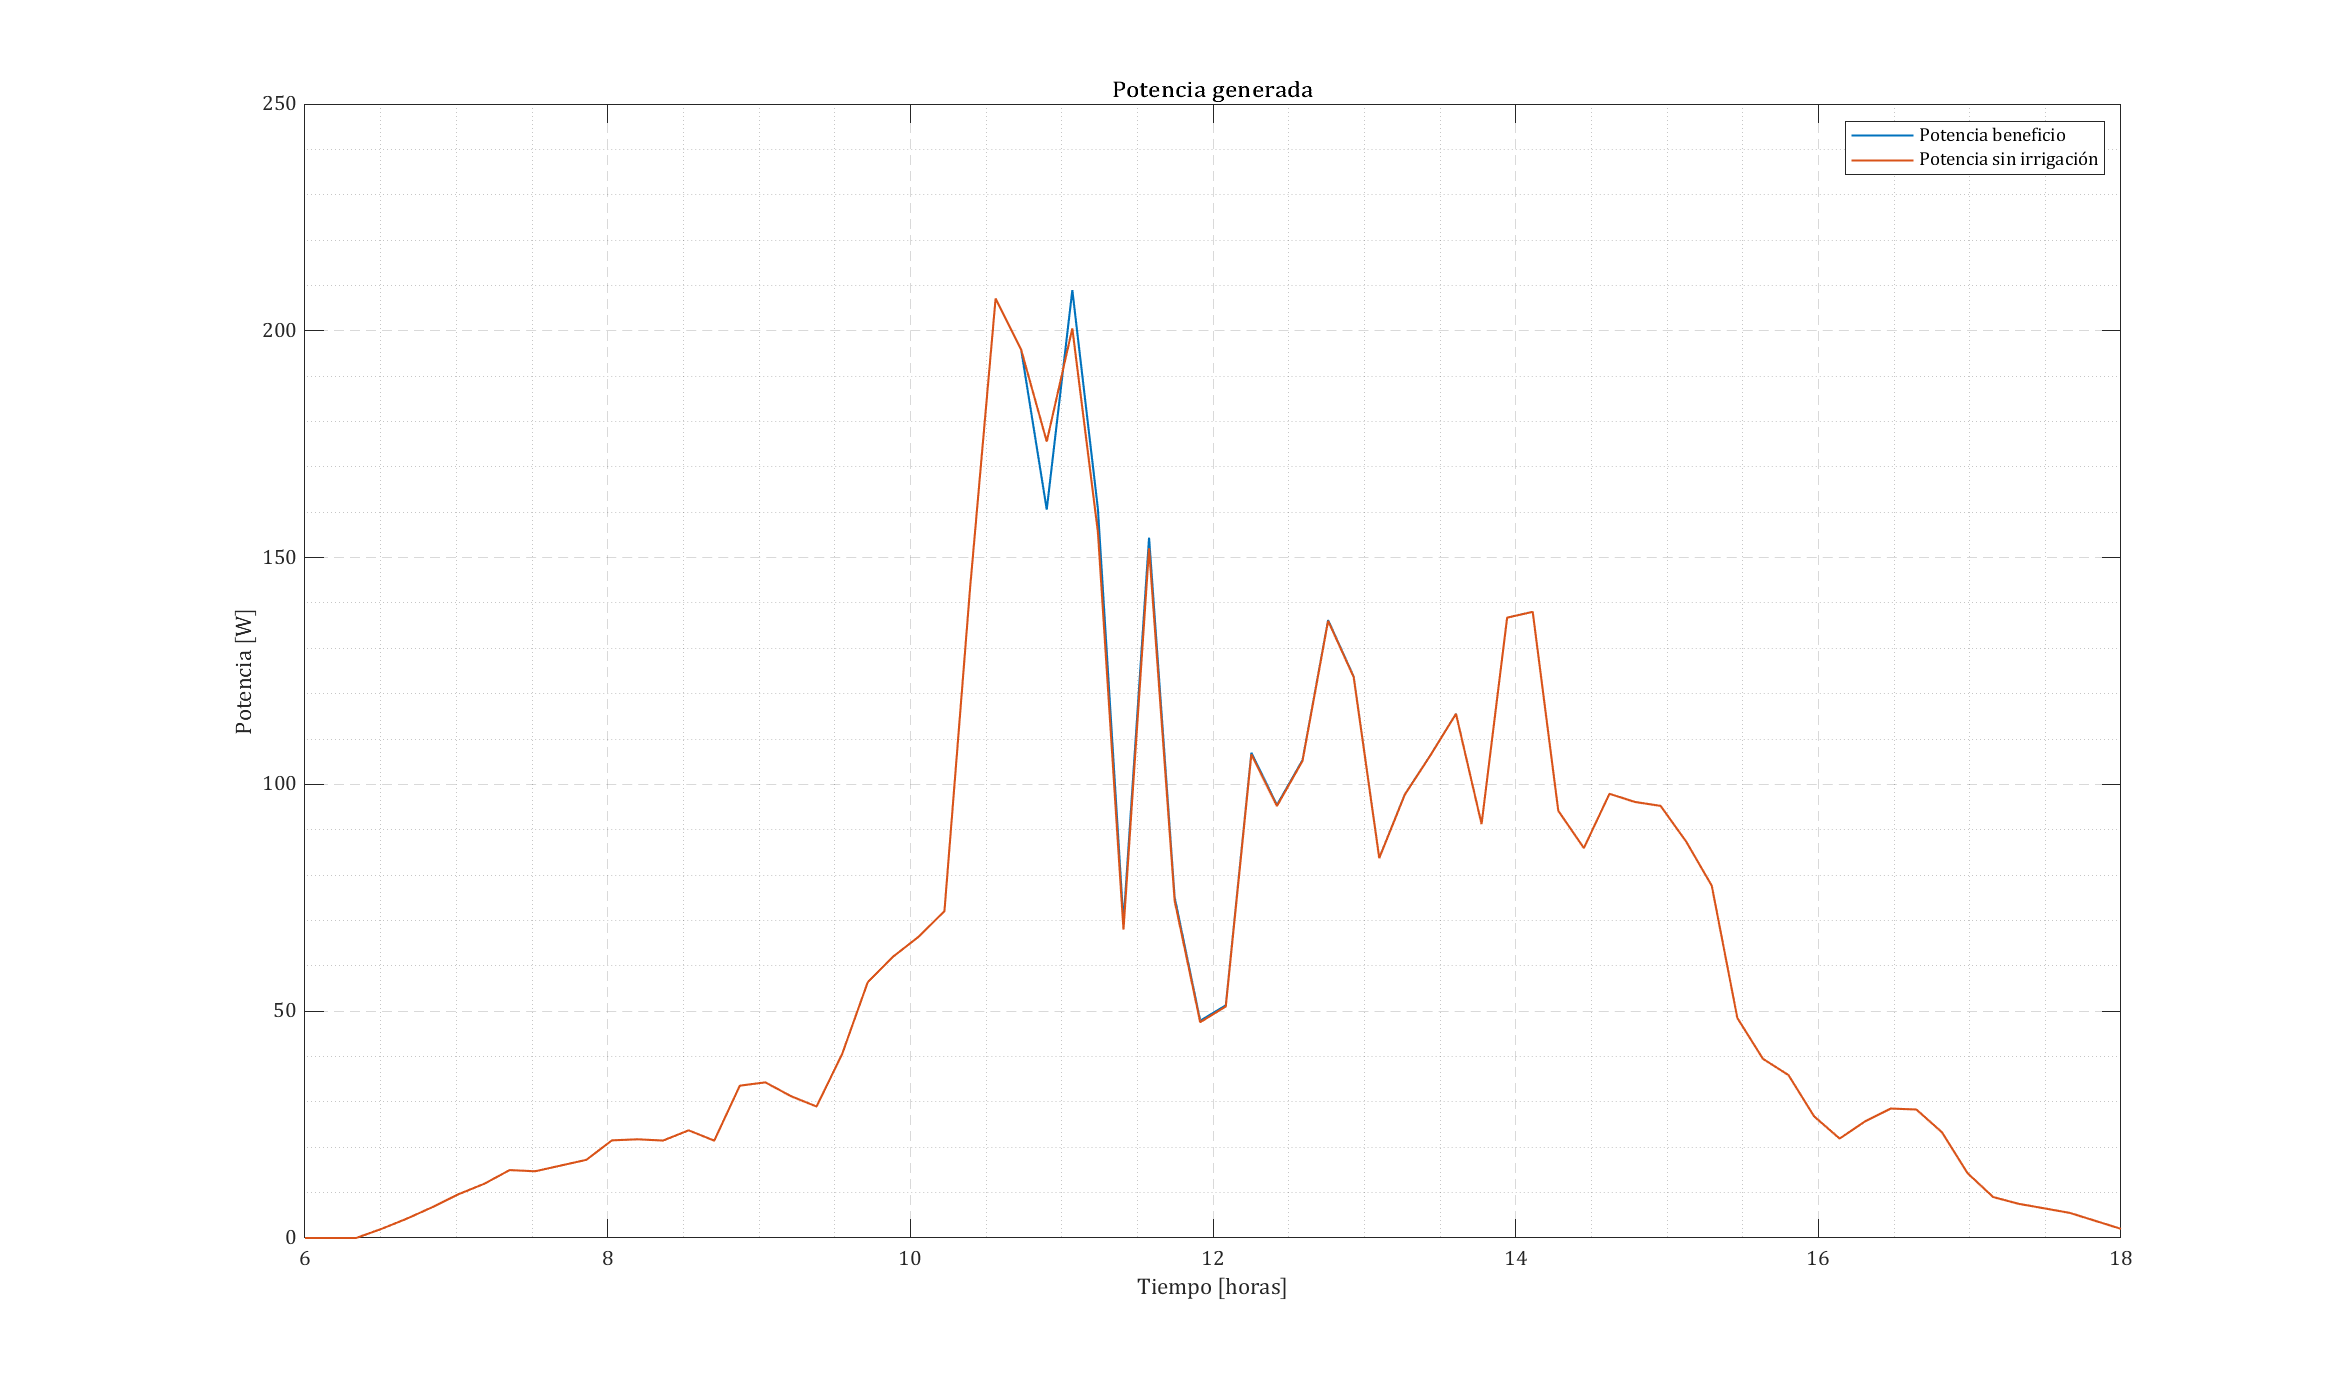 Potencia generada
250
200
150
100
50
0
Potencia [W]
Potencia beneficio
Potencia sin irrigación
6 8 10 12 14 16 18
Tiempo [horas]